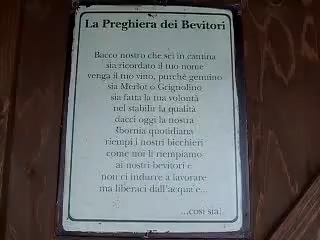 La Preghiera dei Bevitori
Bacco nostro che sei in cantina
sia ricordato il tuo nome
venga il tuo vino, purchè genuino
sia Merlot o Grignolino
sia fatta la tua volontà
nel stabilir la qualità
dacci oggi la nostra
sbornia quotidiana
riempi i nostri bicchieri
come noi li riempiamo
ai nostri bevitori e
non ci indurre a lavorare
ma liberaci dall'acqua e...
...così sia!